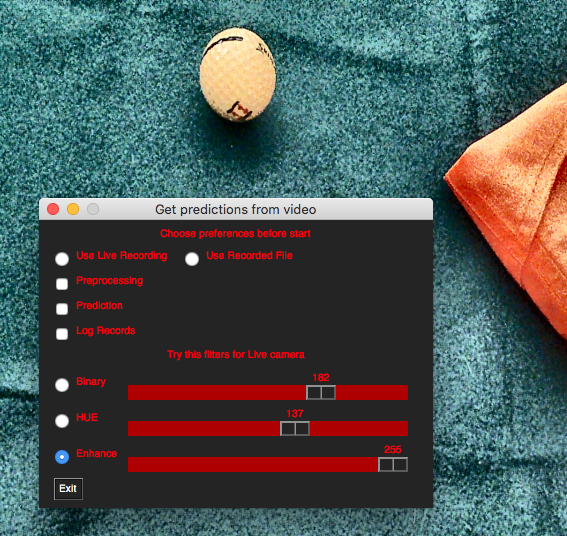 Get predictions from video
Choose preferences before start
Use Live Recording Use Recorded File
Preprocessing
Prediction
Log Records
Try this filters for Live camera
182
Binary
137
HUE
255
Enhance
Exit